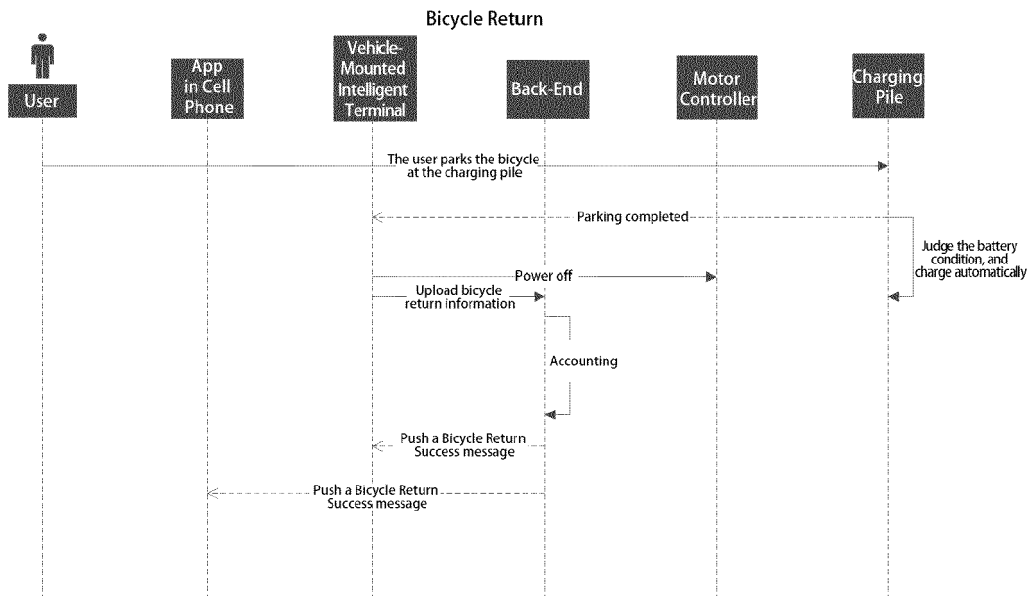 Bicycle Return
User
App
in Cell
Phone
Vehicle-
Mounted
Intelligent
Terminal
Back-End
Motor
Controller
Charging
Pile
The user parks the bicycle
at the charging pile
Parking completed
Judge the battery
condition, and
charge automatically
Power off
Upload bicycle
return information
Accounting
Push a Bicycle Return
Success message
Push a Bicycle Return
Success message